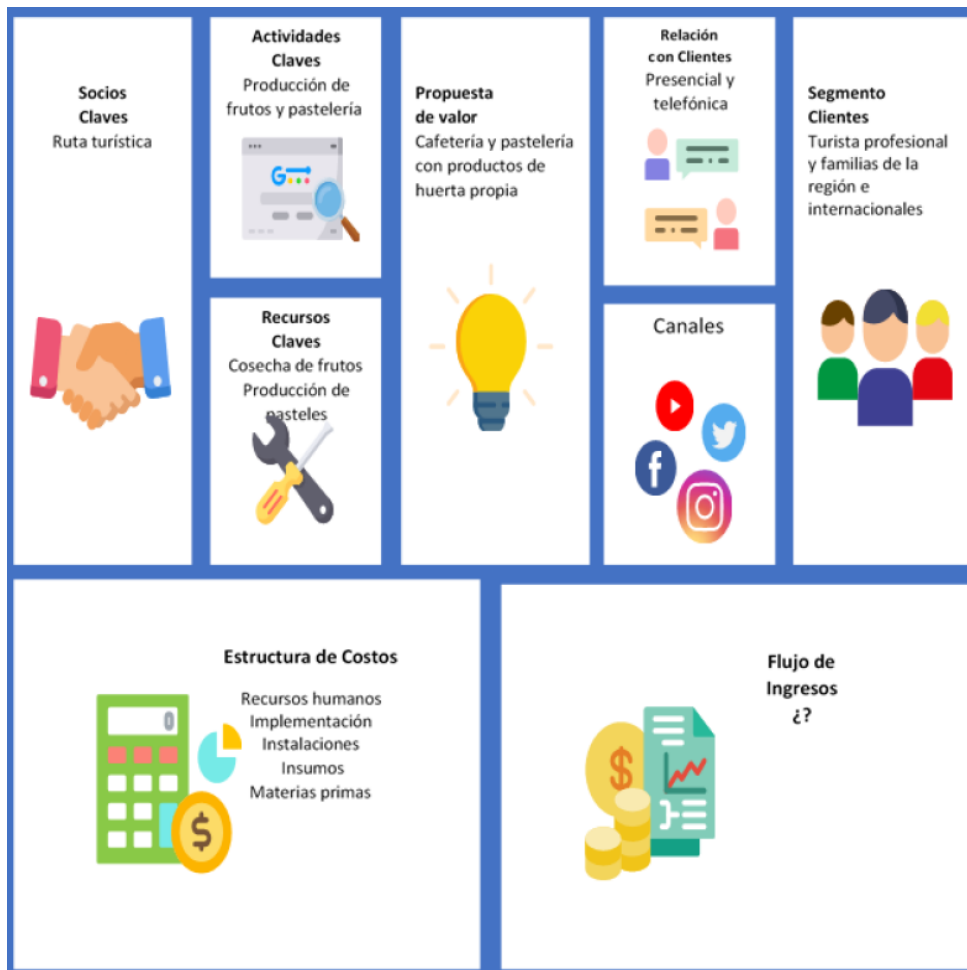 Socios
Claves
Ruta turística
Actividades
Claves
Producción de
frutos y pastelería
G
Recursos
Claves
Cosecha de frutos
Producción de
pasteles
Propuesta
de valor
Cafetería y pastelería
con productos de
huerta propia
Relación
con Clientes
Presencial y
telefónica
Canales
f
Segmento
Clientes
Turista profesional
y familias de la
región e
internacionales
Estructura de Costos
Recursos humanos
Implementación
Instalaciones
Insumos
Materias primas
0
$
Flujo de
Ingresos
¿?
$